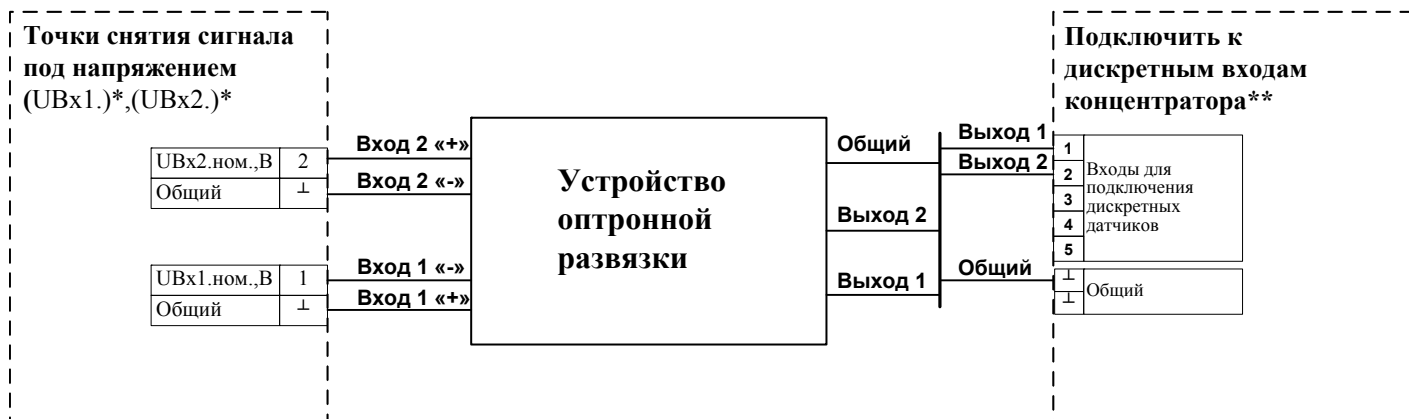 Точки снятия сигнала
под напряжением
(UВх1.)*,(UВх2.)*
Вход 2 «+»
UВх2.ном.,В 2
Вход 2 «-»
Общий ⊥
Вход 1 «-»
UВх1.ном.,В 1
Вход 1 «+»
Общий ⊥
Устройство
оптронной
развязки
Общий
Выход 2
Выход 1
Выход 1
Выход 2
Общий
Подключить к
дискретным входам
концентратора**
1
2
3
4
5
Входы для
подключения
дискретных
датчиков
⊥
⊥
Общий